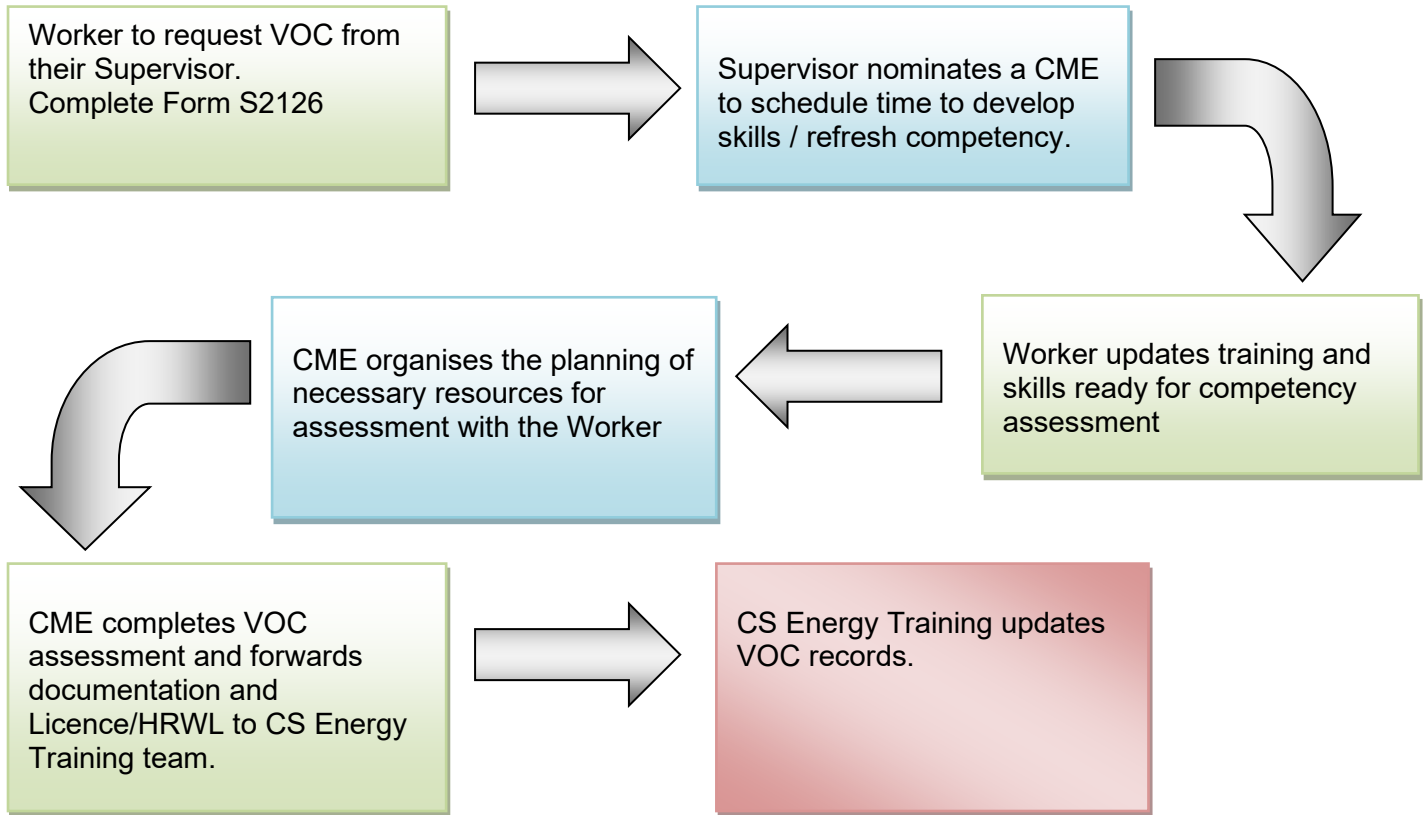 Worker to request VOC from
their Supervisor.
Complete Form S2126
Supervisor nominates a CME
to schedule time to develop
skills / refresh competency.
Worker updates training and
skills ready for competency
assessment
CME organises the planning of
necessary resources for
assessment with the Worker
CME completes VOC
assessment and forwards
documentation and
Licence/HRWL to CS Energy
Training team.
CS Energy Training updates
VOC records.